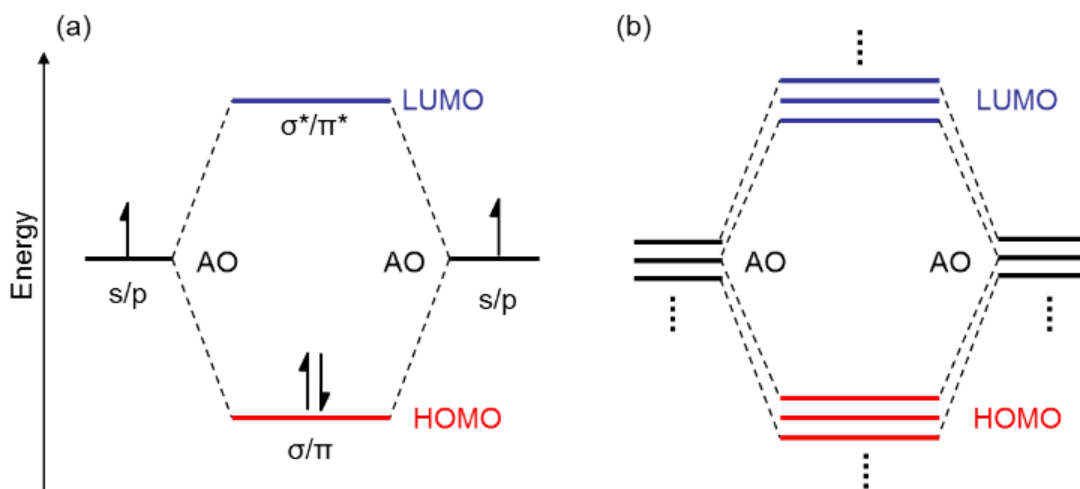 (a)
Energy
LUMO
σ*/π*
AO
AO
s/p
s/p
HOMO
σ/π
(b)
LUMO
AO
AO
HOMO